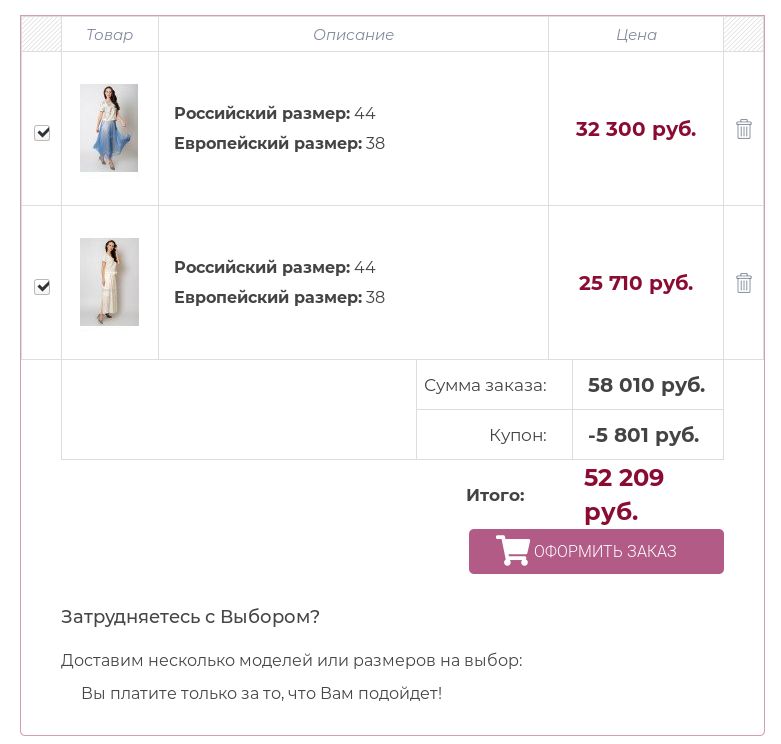 Товар Описание Цена
Российский размер: 44
Европейский размер: 38
32 300 руб.
Российский размер: 44
Европейский размер: 38
25 710 руб.
Сумма заказа: 58 010 руб.
Купон: -5 801 руб.
Итого: 52 209
руб.
ОФОРМИТЬ ЗАКАЗ
Затрудняетесь с Выбором?
Доставим несколько моделей или размеров на выбор:
Вы платите только за то, что Вам подойдет!